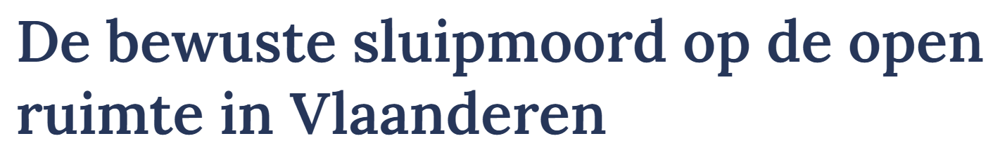 De bewuste sluipmoord op de open
ruimte in Vlaanderen